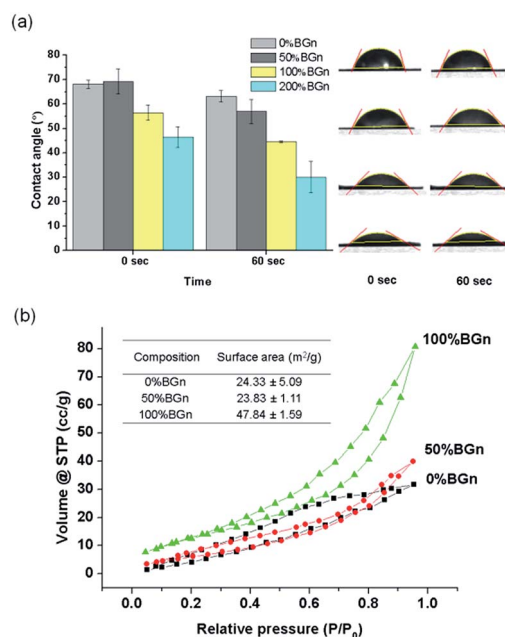 (a)
0%BGn
50%BGn
100%BGn
200%BGn
80
70
60
50
40
30
20
10
0
Contact angle (°)
0 sec
60 sec
Time
0 sec
60 sec
(b)
Composition Surface area (m²/g)
0%BGn 24.33 ± 5.09
50%BGn 23.83 ± 1.11
100%BGn 47.84 ± 1.59
100%BGn
50%BGn
0%BGn
90
80
70
60
50
40
30
20
10
0
Volume @ STP (cc/g)
0.0 0.2 0.4 0.6 0.8 1.0
Relative pressure (P/P₀)